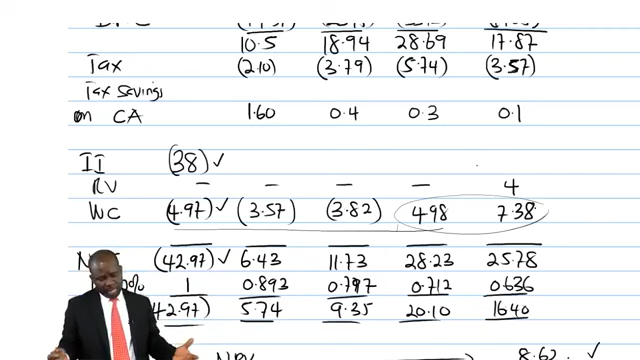 10.5 18.94 28.69 17.87
Tax (2.10) (3.79) (5.74) (3.57)
Tax Savings
on CA 1.60 0.4 0.3 0.1
II (38) ✓
RV – – – – 4
WC (4.97) ✓ (3.57) (3.82) 4.98 7.38
(42.97) ✓ 6.43 11.73 28.23 25.78
0% 1 0.893 0.797 0.712 0.636
42.97) 5.74 9.35 20.10 16.40
NPV 8.62 ✓